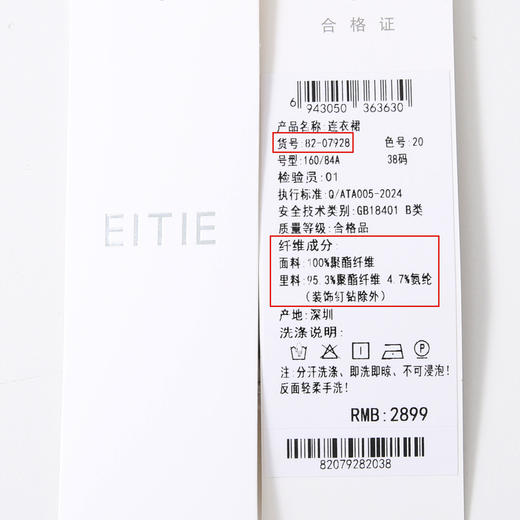 EITIE
合格证
6 943050 363630
产品名称:连衣裙
货号:82-07928 色号:20
号型:160/84A 38码
检验员:01
执行标准:Q/ATA005-2024
安全技术类别:GB18401 B类
质量等级:合格品
纤维成分:
面料:100%聚酯纤维
里料:95.3%聚酯纤维 4.7%氨纶
(装饰钉钻除外)
产地:深圳
洗涤说明:
注:分开洗涤、即洗即晾、不可浸泡!
反面轻柔手洗!
RMB:2899
82079282038